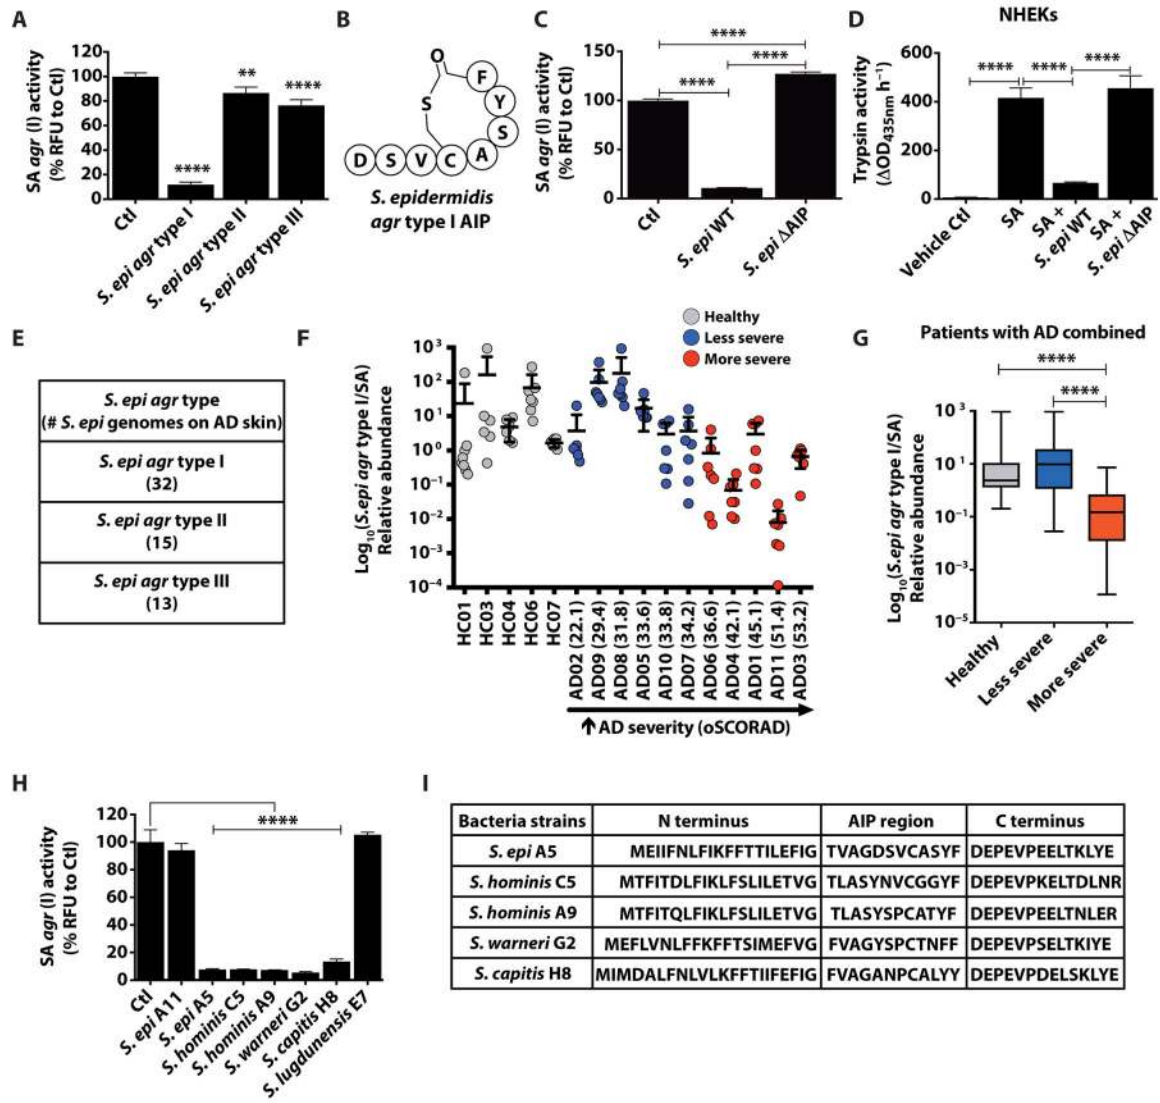 A
SA agr (I) activity
(% RFU to Ctl)
120
100
80
60
40
20
0
****
**
****
Ctl
S. epi agr type I
S. epi agr type II
S. epi agr type III
B
O
S
F
Y
S
A
C
V
S
D
S. epidermidis
agr type I AIP
C
SA agr (I) activity
(% RFU to Ctl)
150
100
50
0
****
****
****
Ctl
S. epi WT
S. epi ΔAIP
D
NHEKs
Trypsin activity
(ΔOD435nm h⁻¹)
600
400
200
0
****
****
****
Vehicle Ctl
SA
SA +
S. epi WT
SA +
S. epi ΔAIP
E
S. epi agr type
(# S. epi genomes on AD skin)
S. epi agr type I
(32)
S. epi agr type II
(15)
S. epi agr type III
(13)
F
Healthy
Less severe
More severe
Log10(S.epi agr type I/SA)
Relative abundance
10³
10²
10¹
10⁰
10⁻¹
10⁻²
10⁻³
10⁻⁴
HC01
HC03
HC04
HC06
HC07
AD02 (22.1)
AD09 (29.4)
AD08 (31.8)
AD05 (33.6)
AD10 (33.8)
AD07 (34.2)
AD06 (36.6)
AD04 (42.1)
AD01 (45.1)
AD11 (51.4)
AD03 (53.2)
↑ AD severity (oSCORAD)
G
Patients with AD combined
****
****
Log10(S.epi agr type I/SA)
Relative abundance
10³
10¹
10⁻¹
10⁻³
10⁻⁵
Healthy
Less severe
More severe
H
SA agr (I) activity
(% RFU to Ctl)
120
100
80
60
40
20
0
****
Ctl
S. epi A11
S. epi A5
S. hominis C5
S. hominis A9
S. warneri G2
S. capitis H8
S. lugdunensis E7
I
Bacteria strains N terminus AIP region C terminus
S. epi A5 MEIIFNLFIKFFTTILEFIG TVAGDSVCASYF DEPEVPEELTKLYE
S. hominis C5 MTFITDLFIKLFSLILETVG TLASYNVCGGYF DEPEVPKELTDLNR
S. hominis A9 MTFITQLFIKLFSLILETVG TLASYSPCATYF DEPEVPEELTNLER
S. warneri G2 MEFLVNLFFKFFTSIMEFVG FVAGYSPCTNFF DEPEVPSELTKIYE
S. capitis H8 MIMDALFNLVLKFFTIIFEFIG FVAGANPCALYY DEPEVPDELSKLYE